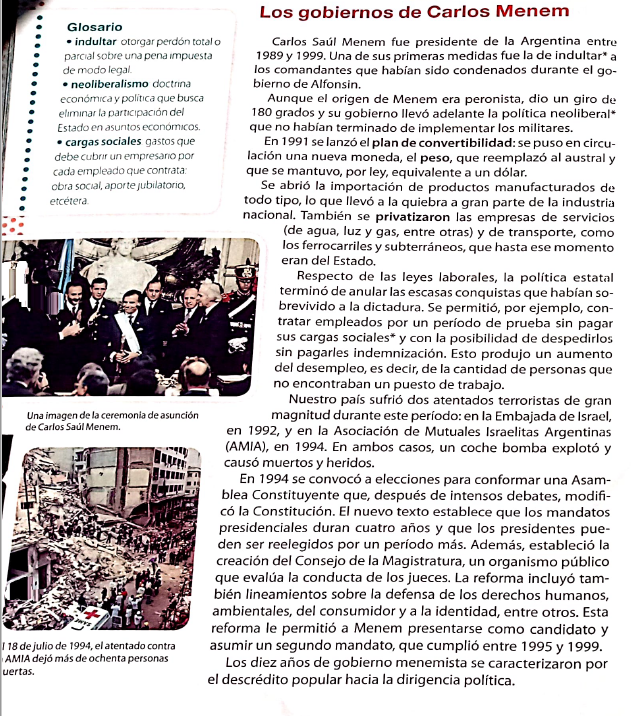 Los gobiernos de Carlos Menem
Glosario
• indultar otorgar perdón total o
parcial sobre una pena impuesta
de modo legal.
• neoliberalismo doctrina
económica y política que busca
eliminar la participación del
Estado en asuntos económicos.
• cargas sociales gastos que
debe cubrir un empresario por
cada empleado que contrata:
obra social, aporte jubilatorio,
etcétera.
Carlos Saúl Menem fue presidente de la Argentina entre
1989 y 1999. Una de sus primeras medidas fue la de indultar* a
los comandantes que habían sido condenados durante el go-
bierno de Alfonsín.
Aunque el origen de Menem era peronista, dio un giro de
180 grados y su gobierno llevó adelante la política neoliberal*
que no habían terminado de implementar los militares.
En 1991 se lanzó el plan de convertibilidad: se puso en circu-
lación una nueva moneda, el peso, que reemplazó al austral y
que se mantuvo, por ley, equivalente a un dólar.
Se abrió la importación de productos manufacturados de
todo tipo, lo que llevó a la quiebra a gran parte de la industria
nacional. También se privatizaron las empresas de servicios
(de agua, luz y gas, entre otras) y de transporte, como
los ferrocarriles y subterráneos, que hasta ese momento
eran del Estado.
Respecto de las leyes laborales, la política estatal
terminó de anular las escasas conquistas que habían so-
brevivido a la dictadura. Se permitió, por ejemplo, con-
tratar empleados por un período de prueba sin pagar
sus cargas sociales* y con la posibilidad de despedirlos
sin pagarles indemnización. Esto produjo un aumento
del desempleo, es decir, de la cantidad de personas que
no encontraban un puesto de trabajo.
Nuestro país sufrió dos atentados terroristas de gran
magnitud durante este período: en la Embajada de Israel,
en 1992, y en la Asociación de Mutuales Israelitas Argentinas
(AMIA), en 1994. En ambos casos, un coche bomba explotó y
causó muertos y heridos.
En 1994 se convocó a elecciones para conformar una Asam-
blea Constituyente que, después de intensos debates, modifi-
có la Constitución. El nuevo texto establece que los mandatos
presidenciales duran cuatro años y que los presidentes pue-
den ser reelegidos por un período más. Además, estableció la
creación del Consejo de la Magistratura, un organismo público
que evalúa la conducta de los jueces. La reforma incluyó tam-
bién lineamientos sobre la defensa de los derechos humanos,
ambientales, del consumidor y a la identidad, entre otros. Esta
reforma le permitió a Menem presentarse como candidato y
asumir un segundo mandato, que cumplió entre 1995 y 1999.
Los diez años de gobierno menemista se caracterizaron por
el descrédito popular hacia la dirigencia política.
Una imagen de la ceremonia de asunción
de Carlos Saúl Menem.
l 18 de julio de 1994, el atentado contra
AMIA dejó más de ochenta personas
uertas.